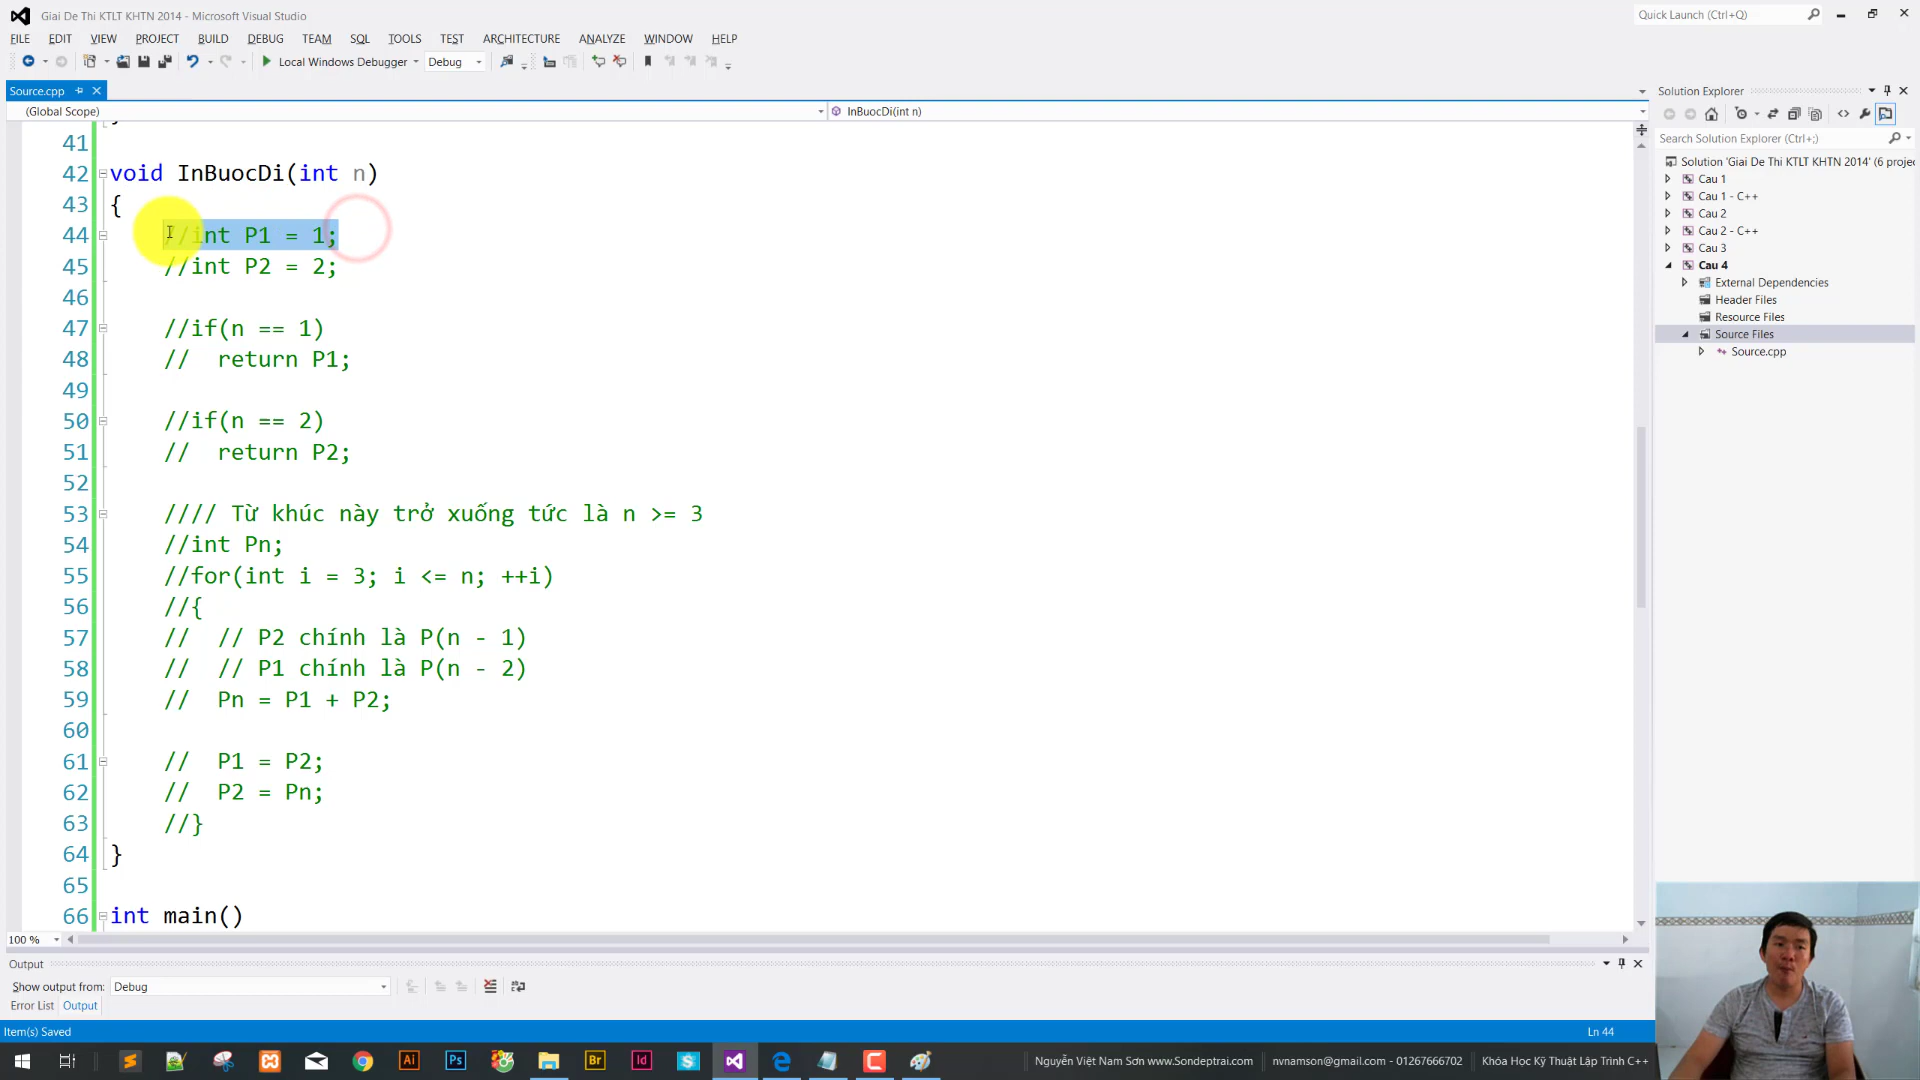 Giai De Thi KTLT KHTN 2014 - Microsoft Visual Studio
Quick Launch (Ctrl+Q)
FILE EDIT VIEW PROJECT BUILD DEBUG TEAM SQL TOOLS TEST ARCHITECTURE ANALYZE WINDOW HELP
Local Windows Debugger Debug
Source.cpp
Solution Explorer
(Global Scope) InBuocDi(int n)
Search Solution Explorer (Ctrl+;)
Solution 'Giai De Thi KTLT KHTN 2014' (6 projec
Cau 1
Cau 1 - C++
Cau 2
Cau 2 - C++
Cau 3
Cau 4
External Dependencies
Header Files
Resource Files
Source Files
Source.cpp
41
42 void InBuocDi(int n)
43 {
44 //int P1 = 1;
45 //int P2 = 2;
46
47 //if(n == 1)
48 // return P1;
49
50 //if(n == 2)
51 // return P2;
52
53 //// Từ khúc này trở xuống tức là n >= 3
54 //int Pn;
55 //for(int i = 3; i <= n; ++i)
56 //{
57 // // P2 chính là P(n - 1)
58 // // P1 chính là P(n - 2)
59 // Pn = P1 + P2;
60
61 // P1 = P2;
62 // P2 = Pn;
63 //}
64 }
65
66 int main()
100 %
Output
Show output from: Debug
Error List Output
Item(s) Saved Ln 44
Nguyễn Việt Nam Sơn www.Sondeptrai.com nvnamson@gmail.com - 01267666702 Khóa Học Kỹ Thuật Lập Trình C++